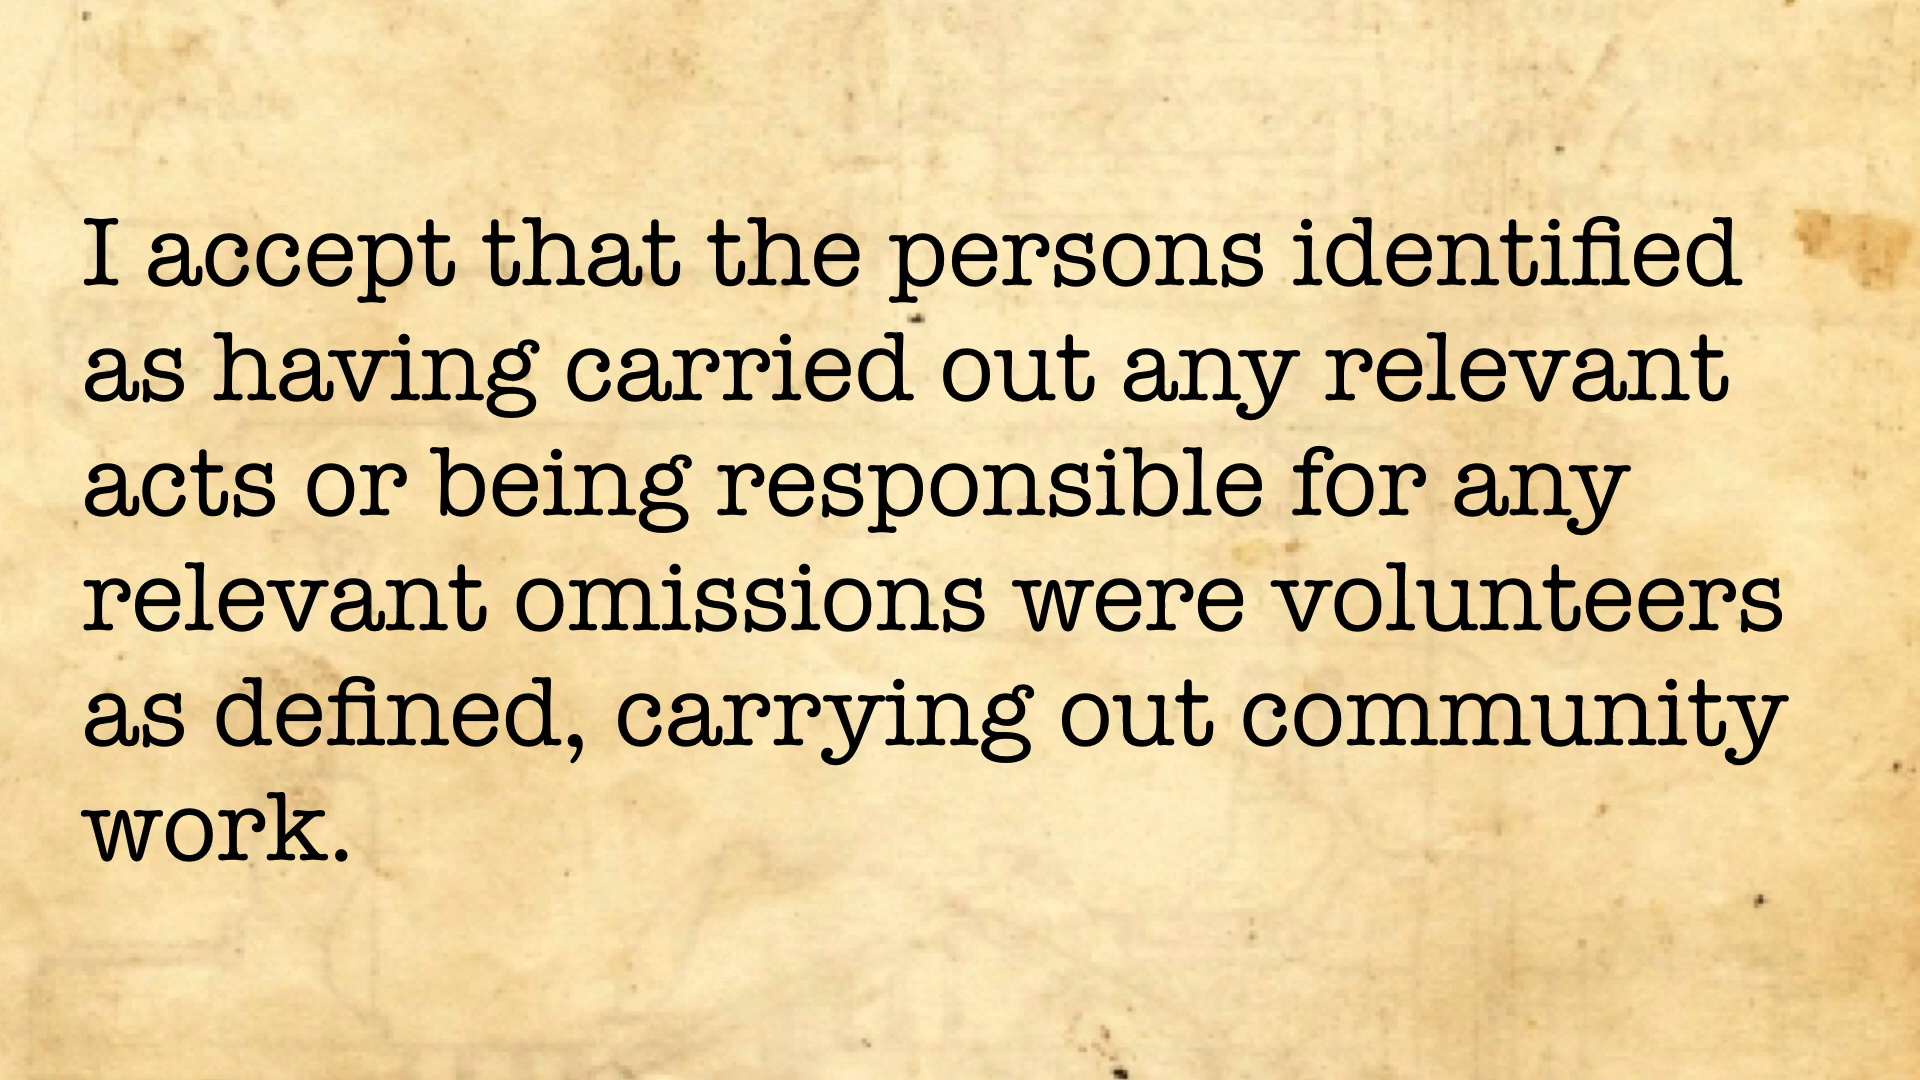 I accept that the persons identified
as having carried out any relevant
acts or being responsible for any
relevant omissions were volunteers
as defined, carrying out community
work.